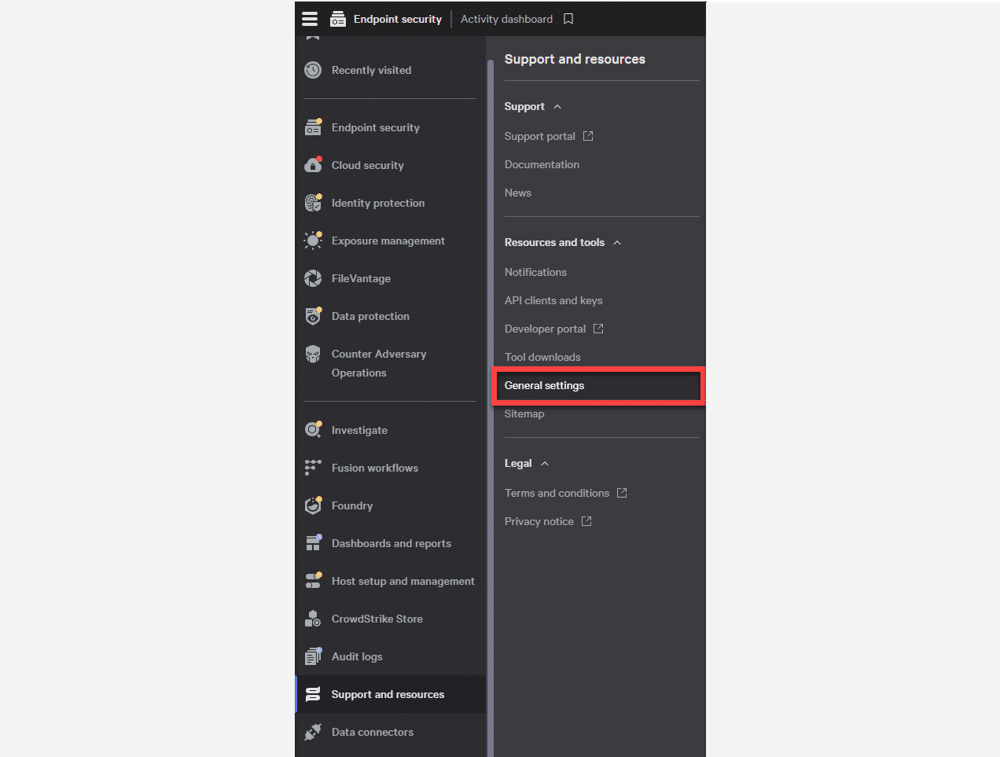 Endpoint security
Activity dashboard
Recently visited
Endpoint security
Cloud security
Identity protection
Exposure management
FileVantage
Data protection
Counter Adversary
Operations
Investigate
Fusion workflows
Foundry
Dashboards and reports
Host setup and management
CrowdStrike Store
Audit logs
Support and resources
Data connectors
Support and resources
Support
Support portal
Documentation
News
Resources and tools
Notifications
API clients and keys
Developer portal
Tool downloads
General settings
Sitemap
Legal
Terms and conditions
Privacy notice